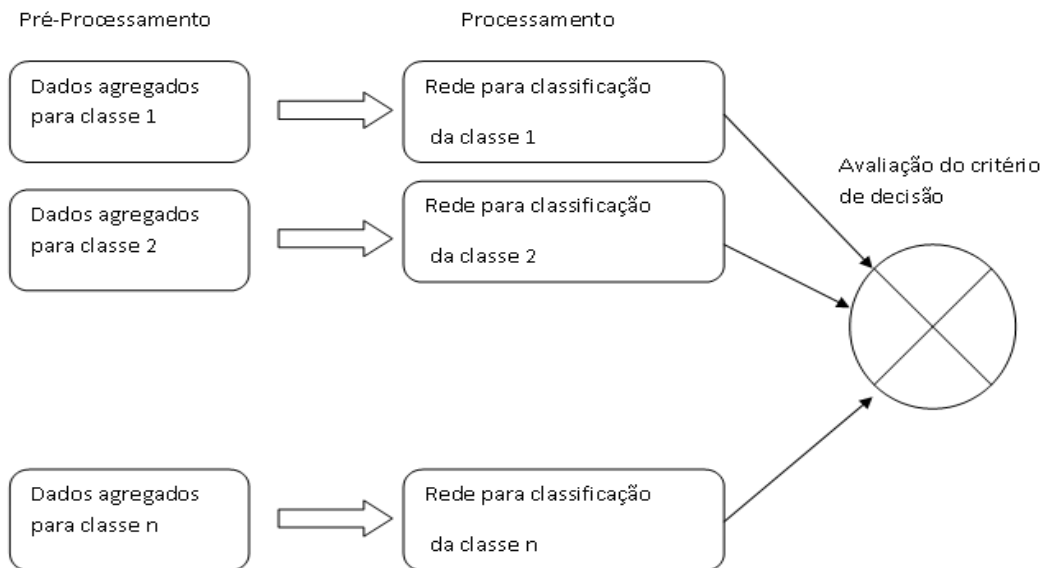 Pré-Processamento
Processamento
Dados agregados
para classe 1
Rede para classificação
da classe 1
Avaliação do critério
de decisão
Dados agregados
para classe 2
Rede para classificação
da classe 2
Dados agregados
para classe n
Rede para classificação
da classe n